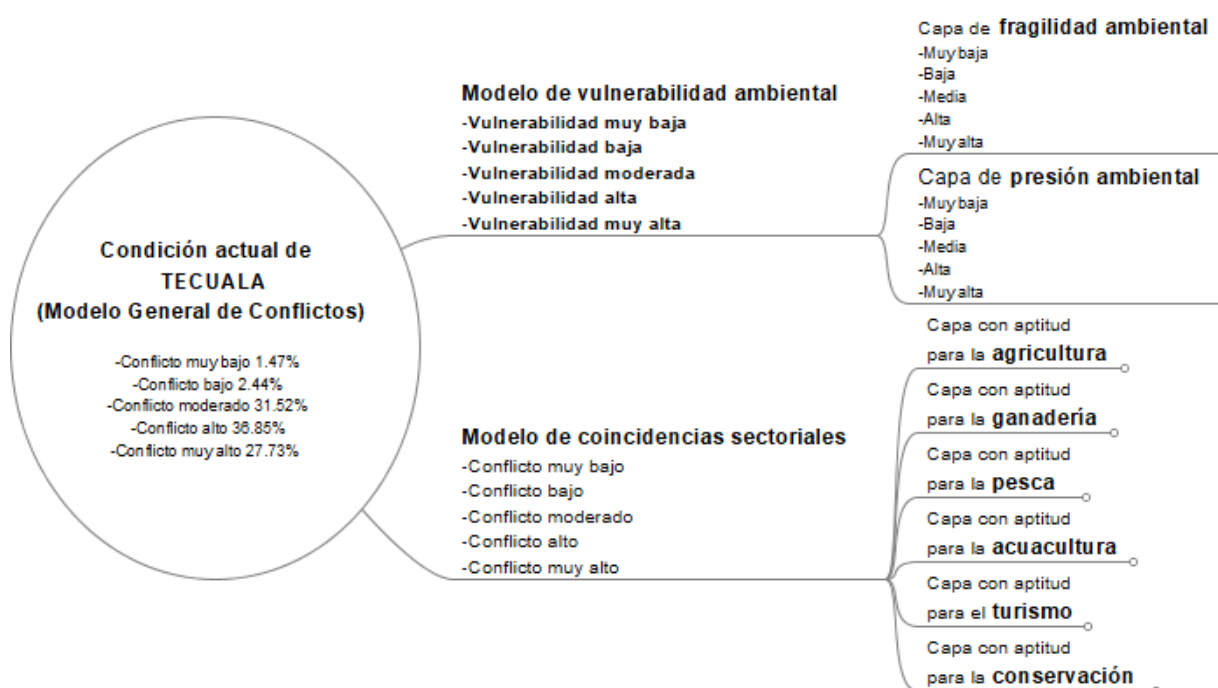 Condición actual de
TECUALA
(Modelo General de Conflictos)
-Conflicto muy bajo 1.47%
-Conflicto bajo 2.44%
-Conflicto moderado 31.52%
-Conflicto alto 36.85%
-Conflicto muy alto 27.73%
Modelo de vulnerabilidad ambiental
-Vulnerabilidad muy baja
-Vulnerabilidad baja
-Vulnerabilidad moderada
-Vulnerabilidad alta
-Vulnerabilidad muy alta
Capa de fragilidad ambiental
-Muy baja
-Baja
-Media
-Alta
-Muy alta
Capa de presión ambiental
-Muy baja
-Baja
-Media
-Alta
-Muy alta
Modelo de coincidencias sectoriales
-Conflicto muy bajo
-Conflicto bajo
-Conflicto moderado
-Conflicto alto
-Conflicto muy alto
Capa con aptitud
para la agricultura
Capa con aptitud
para la ganadería
Capa con aptitud
para la pesca
Capa con aptitud
para la acuacultura
Capa con aptitud
para el turismo
Capa con aptitud
para la conservación